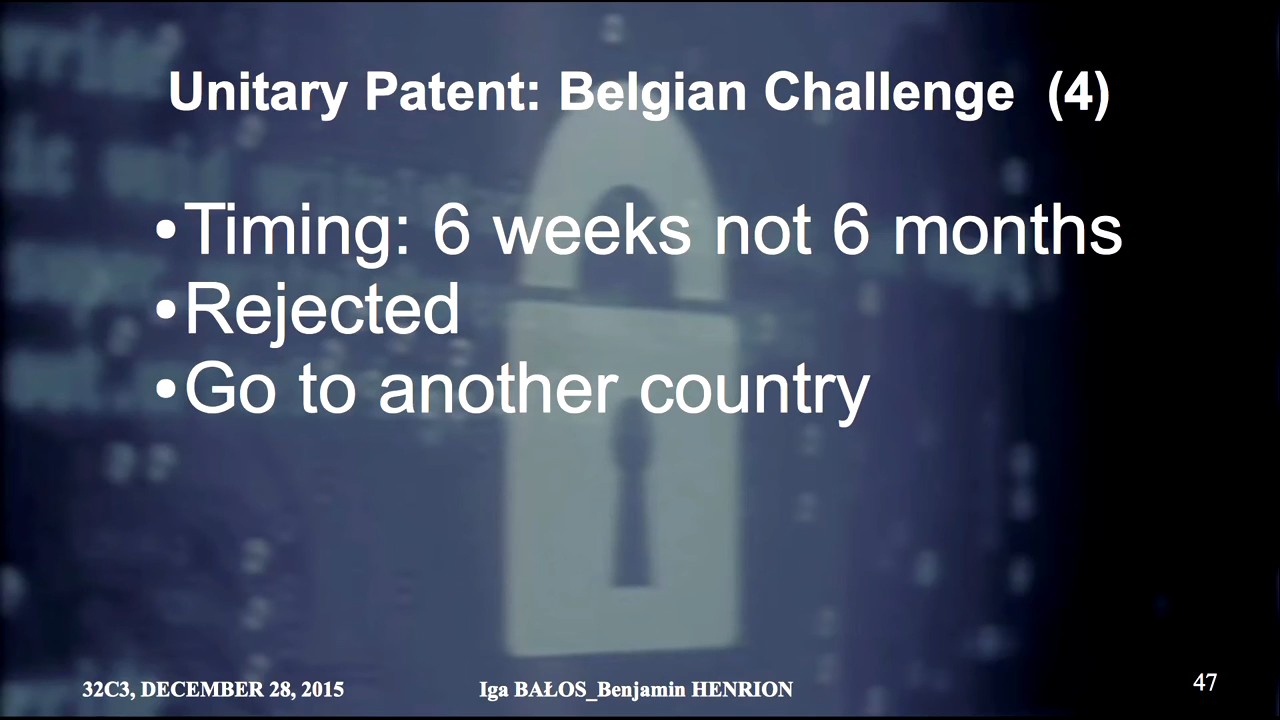 Unitary Patent: Belgian Challenge (4)
•Timing: 6 weeks not 6 months
•Rejected
•Go to another country
32C3, DECEMBER 28, 2015
Iga BAŁOS_Benjamin HENRION
47